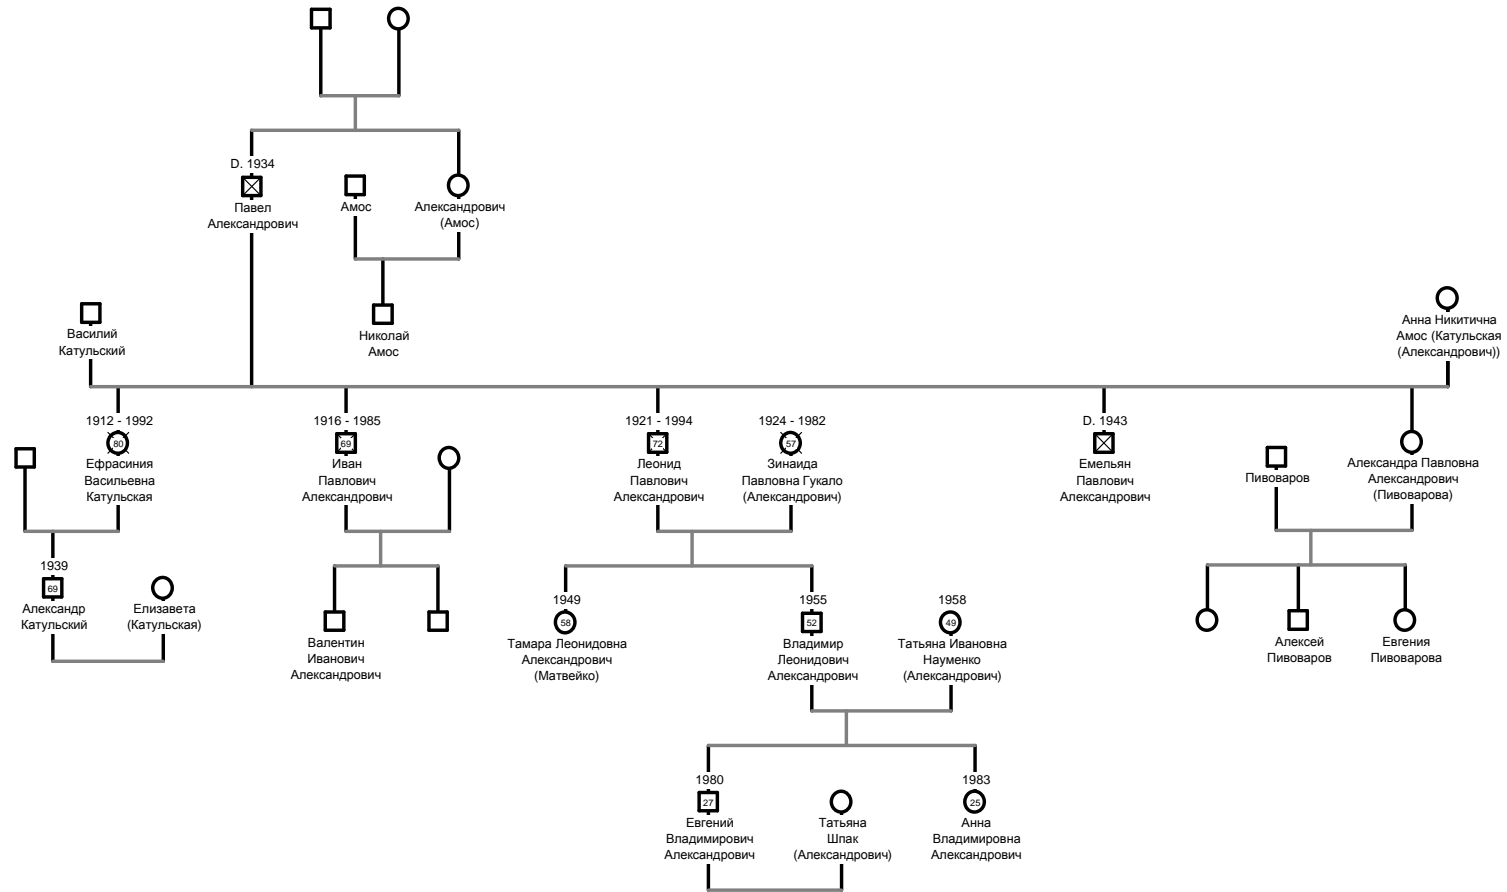 D. 1934
Павел
Александрович
Амос
Александрович
(Амос)
Николай
Амос
Василий
Катульский
Анна Никитична
Амос (Катульская
(Александрович))
1912 - 1992
80
Ефрасиния
Васильевна
Катульская
1916 - 1985
69
Иван
Павлович
Александрович
1921 - 1994
72
Леонид
Павлович
Александрович
1924 - 1982
57
Зинаида
Павловна Гукало
(Александрович)
D. 1943
Емельян
Павлович
Александрович
Пивоваров
Александра Павловна
Александрович
(Пивоварова)
1939
69
Александр
Катульский
Елизавета
(Катульская)
Валентин
Иванович
Александрович
1949
58
Тамара Леонидовна
Александрович
(Матвейко)
1955
52
Владимир
Леонидович
Александрович
1958
49
Татьяна Ивановна
Науменко
(Александрович)
Алексей
Пивоваров
Евгения
Пивоварова
1980
27
Евгений
Владимирович
Александрович
Татьяна
Шпак
(Александрович)
1983
25
Анна
Владимировна
Александрович